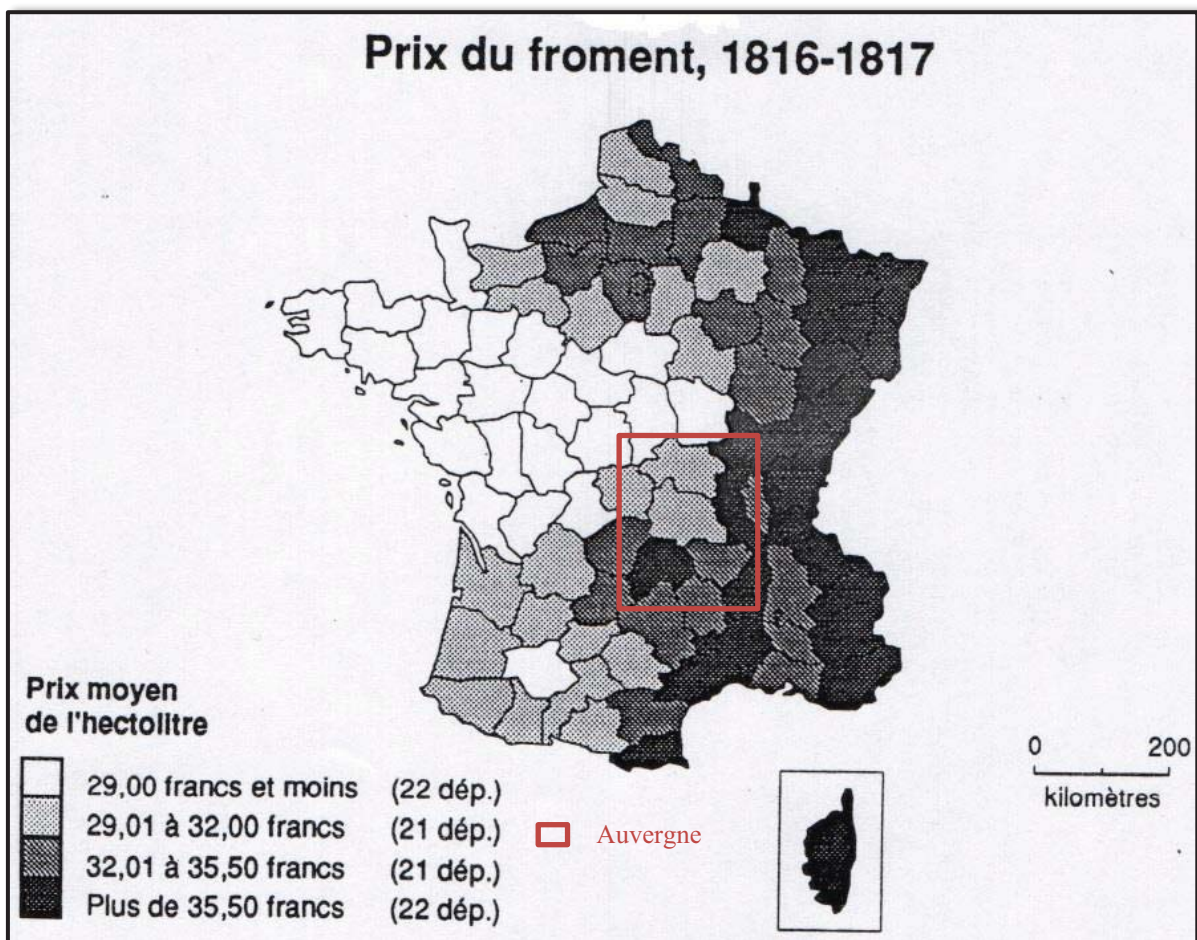 Prix du froment, 1816-1817
Prix moyen
de l'hectolitre
29,00 francs et moins (22 dép.)
29,01 à 32,00 francs (21 dép.)
32,01 à 35,50 francs (21 dép.)
Plus de 35,50 francs (22 dép.)
Auvergne
0 200
kilomètres